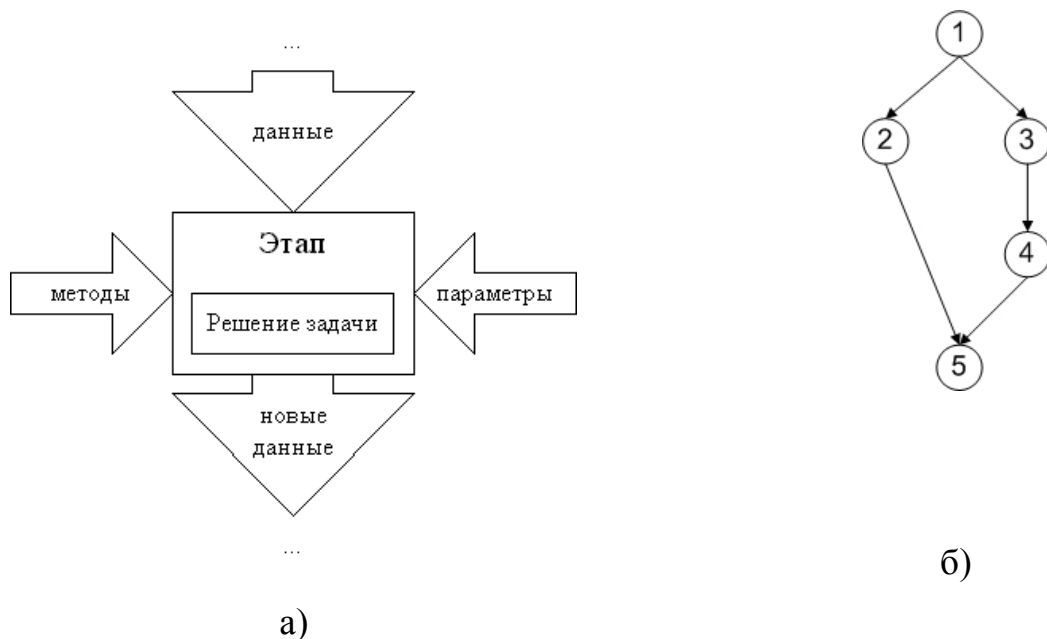 ...
данные
Этап
методы
параметры
Решение задачи
новые
данные
...
а)
1
2
3
4
5
б)